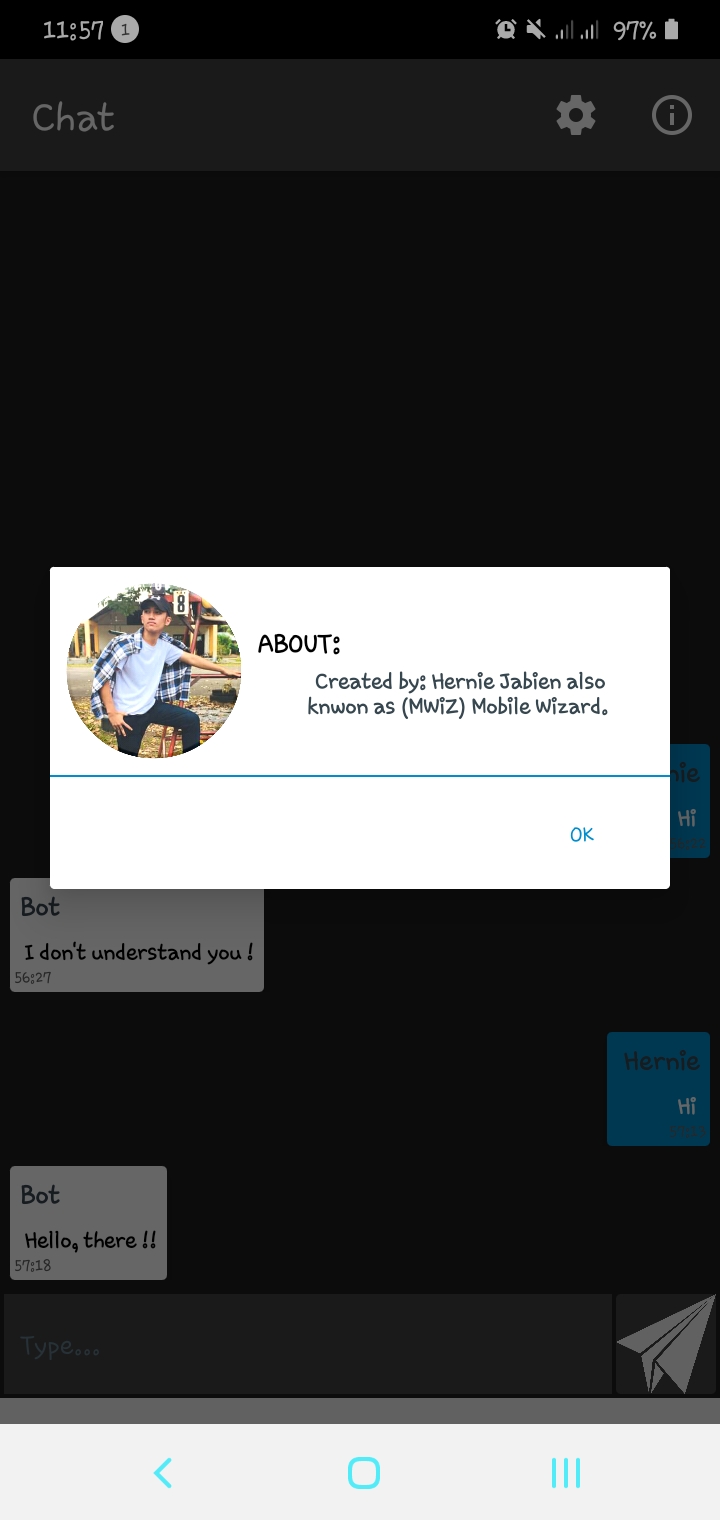 11:57 1 97%
Chat
8
ABOUT:
Created by: Hernie Jabien also
knwon as (MWiZ) Mobile Wizard.
OK
nie
Hi
Bot
I don't understand you !
56:27
Hernie
Hi
Bot
Hello, there !!
57:18
Type...